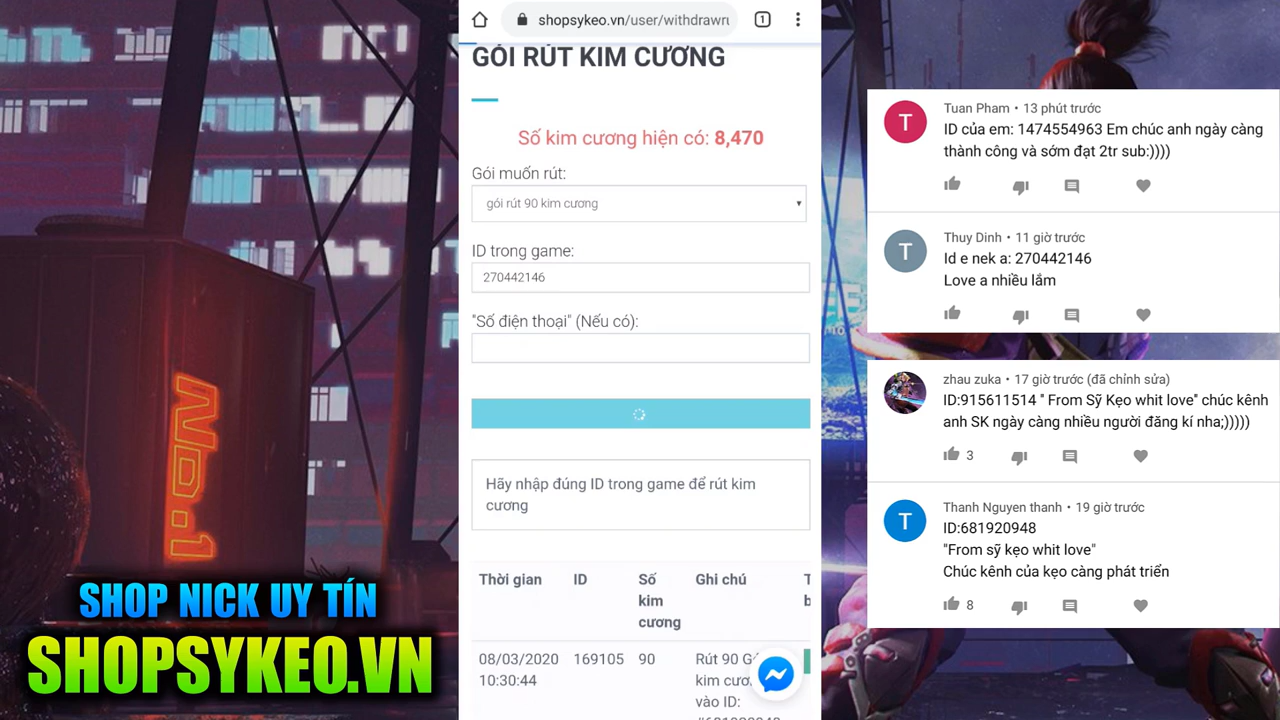 No.1
SHOP NICK UY TÍN
SHOPSYKEO.VN
shopsykeo.vn/user/withdrawru
1
GÓI RÚT KIM CƯƠNG
Số kim cương hiện có: 8,470
Gói muốn rút:
gói rút 90 kim cương
ID trong game:
270442146
"Số điện thoại" (Nếu có):
Hãy nhập đúng ID trong game để rút kim
cương
Thời gian ID Số kim cương Ghi chú
08/03/2020 10:30:44 169105 90 Rút 90
kim
vào ID:
T
Tuan Pham • 13 phút trước
ID của em: 1474554963 Em chúc anh ngày càng
thành công và sớm đạt 2tr sub:))))
T
Thuy Dinh • 11 giờ trước
Id e nek a: 270442146
Love a nhiều lắm
zhau zuka • 17 giờ trước (đã chỉnh sửa)
ID:915611514 " From Sỹ Kẹo whit love" chúc kênh
anh SK ngày càng nhiều người đăng kí nha;)))))
3
T
Thanh Nguyen thanh • 19 giờ trước
ID:681920948
"From sỹ kẹo whit love"
Chúc kênh của kẹo càng phát triển
8